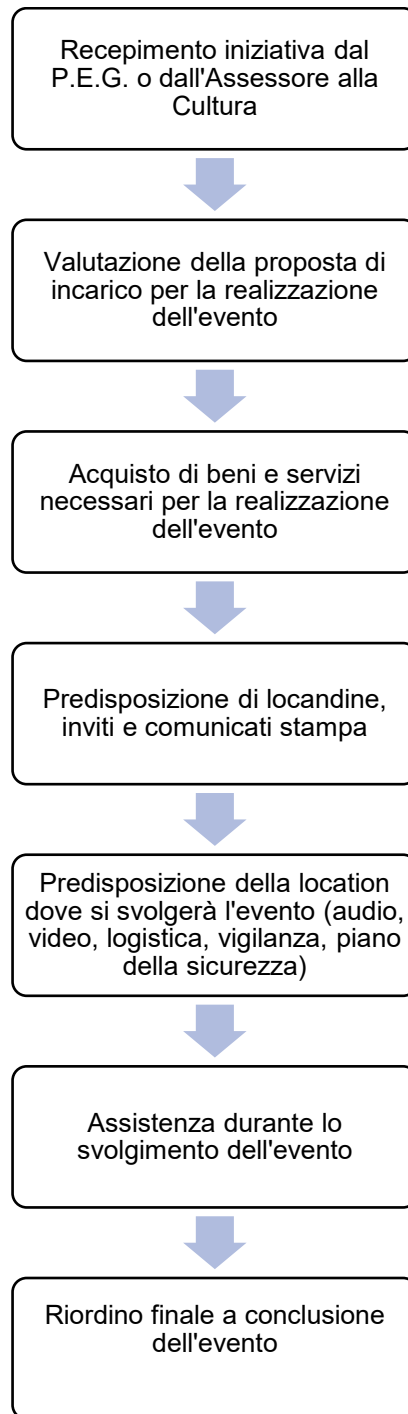 Recepimento iniziativa dal
P.E.G. o dall'Assessore alla
Cultura
Valutazione della proposta di
incarico per la realizzazione
dell'evento
Acquisto di beni e servizi
necessari per la realizzazione
dell'evento
Predisposizione di locandine,
inviti e comunicati stampa
Predisposizione della location
dove si svolgerà l'evento (audio,
video, logistica, vigilanza, piano
della sicurezza)
Assistenza durante lo
svolgimento dell'evento
Riordino finale a conclusione
dell'evento